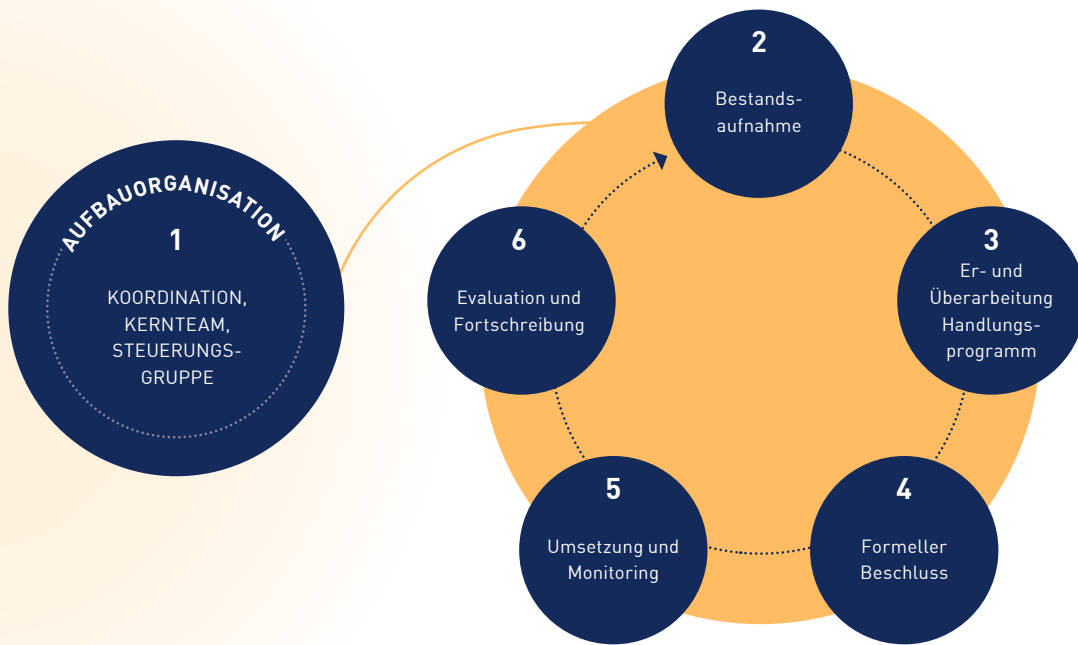 AUFBAUORGANISATION
1
KOORDINATION,
KERNTEAM,
STEUERUNGS-
GRUPPE
2
Bestands-
aufnahme
3
Er- und
Überarbeitung
Handlungs-
programm
4
Formeller
Beschluss
5
Umsetzung und
Monitoring
6
Evaluation und
Fortschreibung